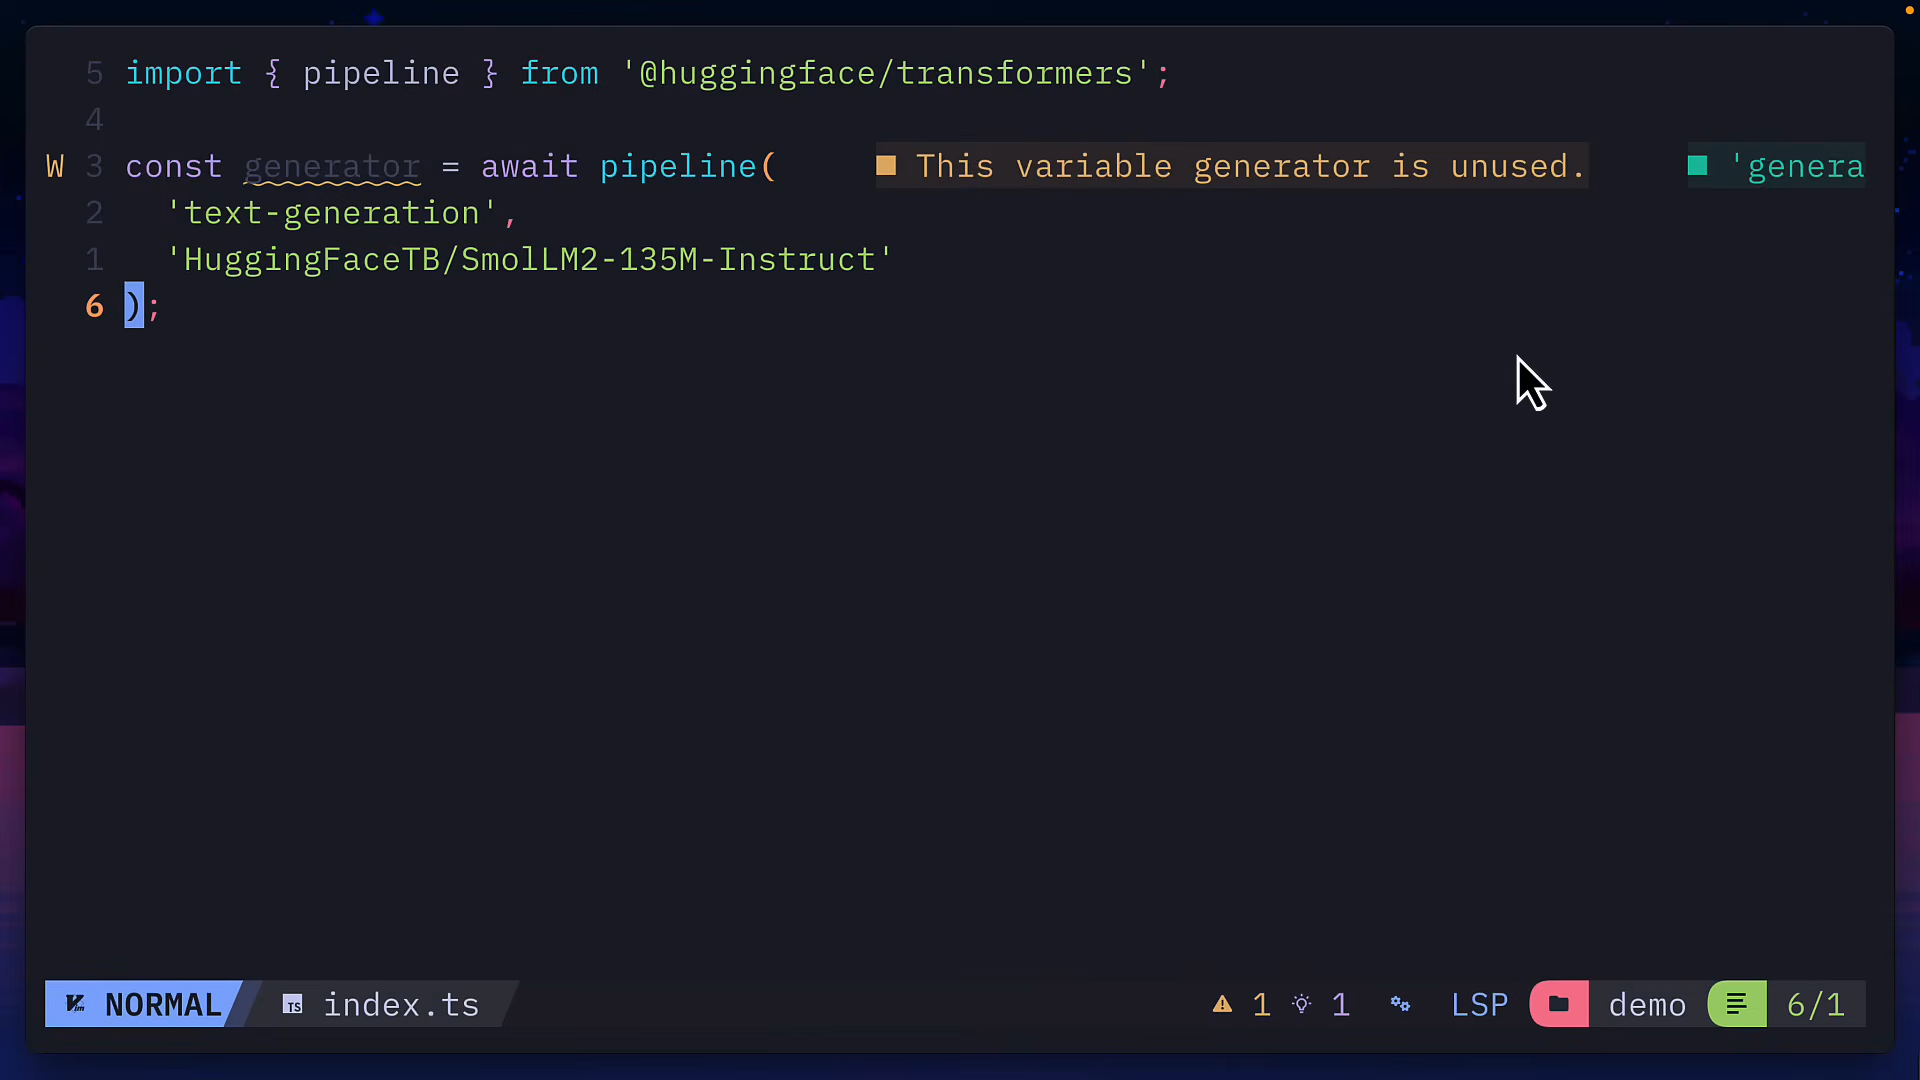 5 import { pipeline } from '@huggingface/transformers';
4
W 3 const generator = await pipeline( ■ This variable generator is unused. ■ 'genera
2 'text-generation',
1 'HuggingFaceTB/SmolLM2-135M-Instruct'
6 );
NORMAL TS index.ts 1 1 LSP demo 6/1